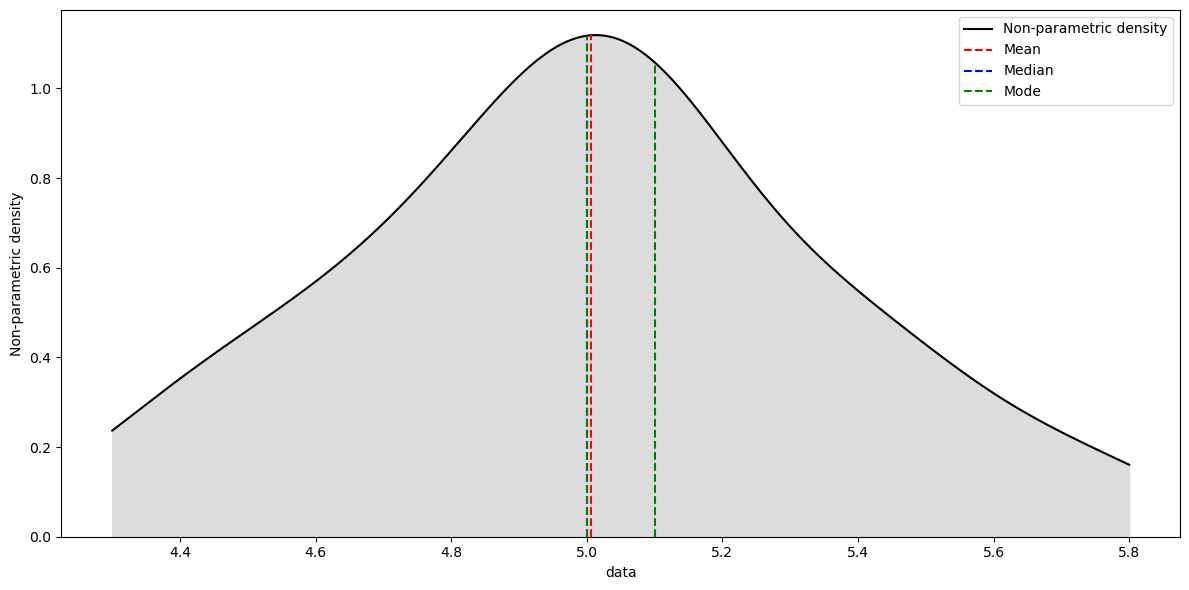 Non-parametric density
Mean
Median
Mode
Non-parametric density
1.0
0.8
0.6
0.4
0.2
0.0
4.4 4.6 4.8 5.0 5.2 5.4 5.6 5.8
data